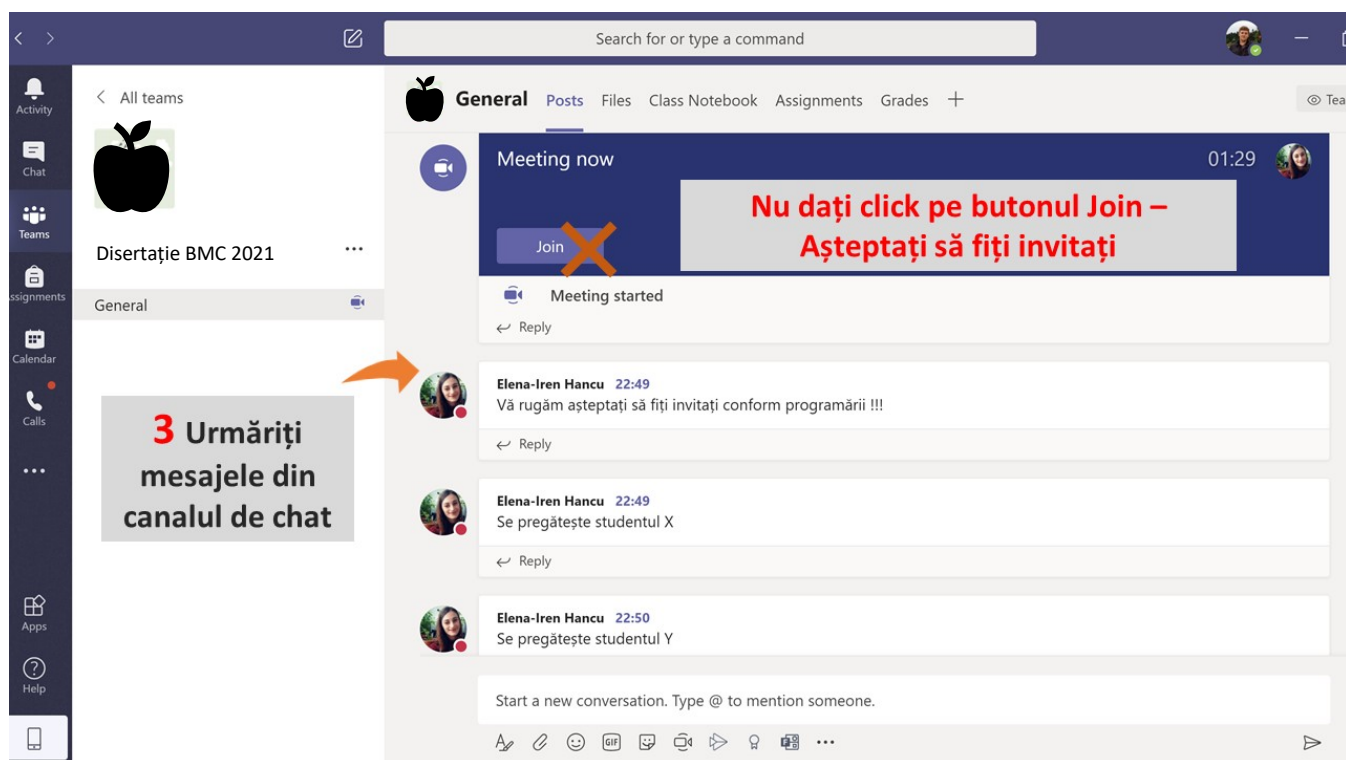 Search for or type a command
Activity
Chat
Teams
ssignments
Calendar
Calls
Apps
Help
All teams
Disertație BMC 2021
General
3 Urmăriți
mesajele din
canalul de chat
General Posts Files Class Notebook Assignments Grades
Tea
Meeting now 01:29
Nu dați click pe butonul Join –
Așteptați să fiți invitați
Join
Meeting started
Reply
Elena-Iren Hancu 22:49
Vă rugăm așteptați să fiți invitați conform programării !!!
Reply
Elena-Iren Hancu 22:49
Se pregătește studentul X
Reply
Elena-Iren Hancu 22:50
Se pregătește studentul Y
Start a new conversation. Type @ to mention someone.
GIF